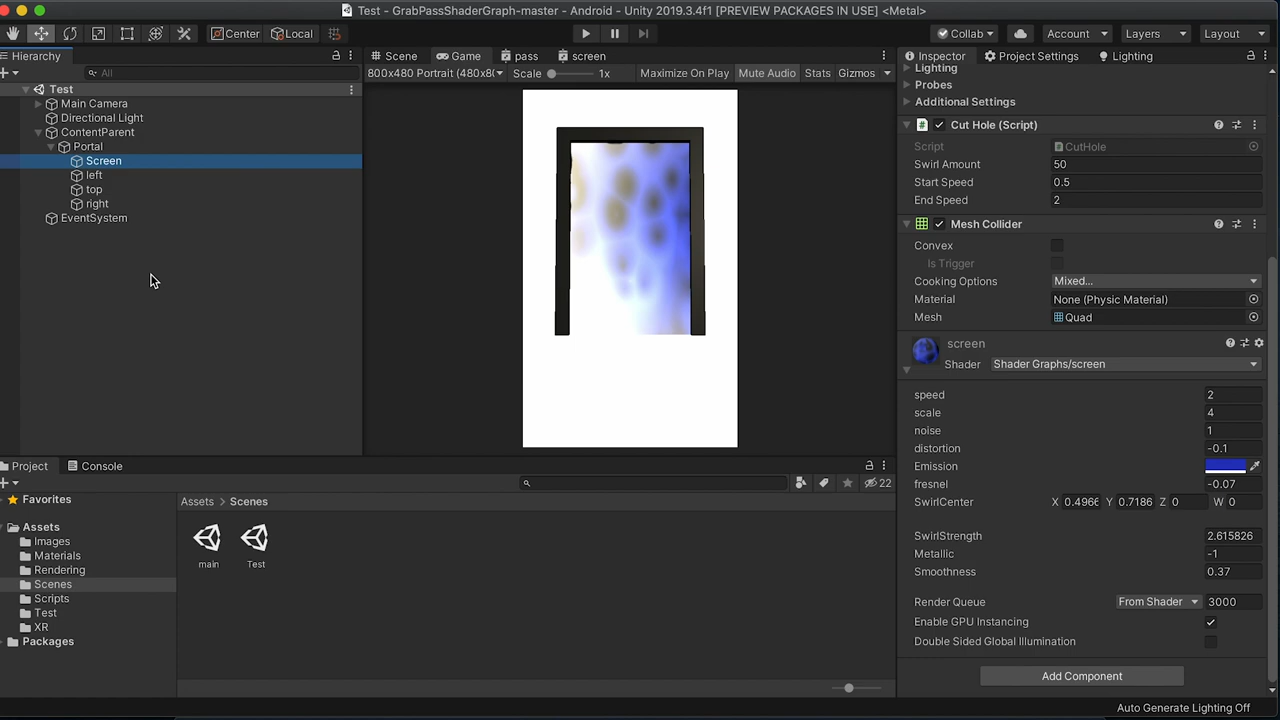 Test - GrabPassShaderGraph-master - Android - Unity 2019.3.4f1 [PREVIEW PACKAGES IN USE] <Metal>
Center Local Collab Account Layers Layout
Hierarchy Scene Game pass screen Inspector Project Settings Lighting
All 800x480 Portrait (480x8 Scale 1x Maximize On Play Mute Audio Stats Gizmos
Lighting
Probes
Additional Settings
Test
Main Camera
Directional Light
ContentParent
Portal
Screen
left
top
right
EventSystem
Cut Hole (Script)
Script CutHole
Swirl Amount 50
Start Speed 0.5
End Speed 2
Mesh Collider
Convex
Is Trigger
Cooking Options Mixed...
Material None (Physic Material)
Mesh Quad
screen
Shader Shader Graphs/screen
speed 2
scale 4
noise 1
distortion -0.1
Emission
fresnel -0.07
SwirlCenter X 0.4966 Y 0.7186 Z 0 W 0
SwirlStrength 2.615826
Metallic -1
Smoothness 0.37
Render Queue From Shader 3000
Enable GPU Instancing
Double Sided Global Illumination
Add Component
Project Console
22
Favorites
Assets
Images
Materials
Rendering
Scenes
Scripts
Test
XR
Packages
Assets > Scenes
main Test
Auto Generate Lighting Off